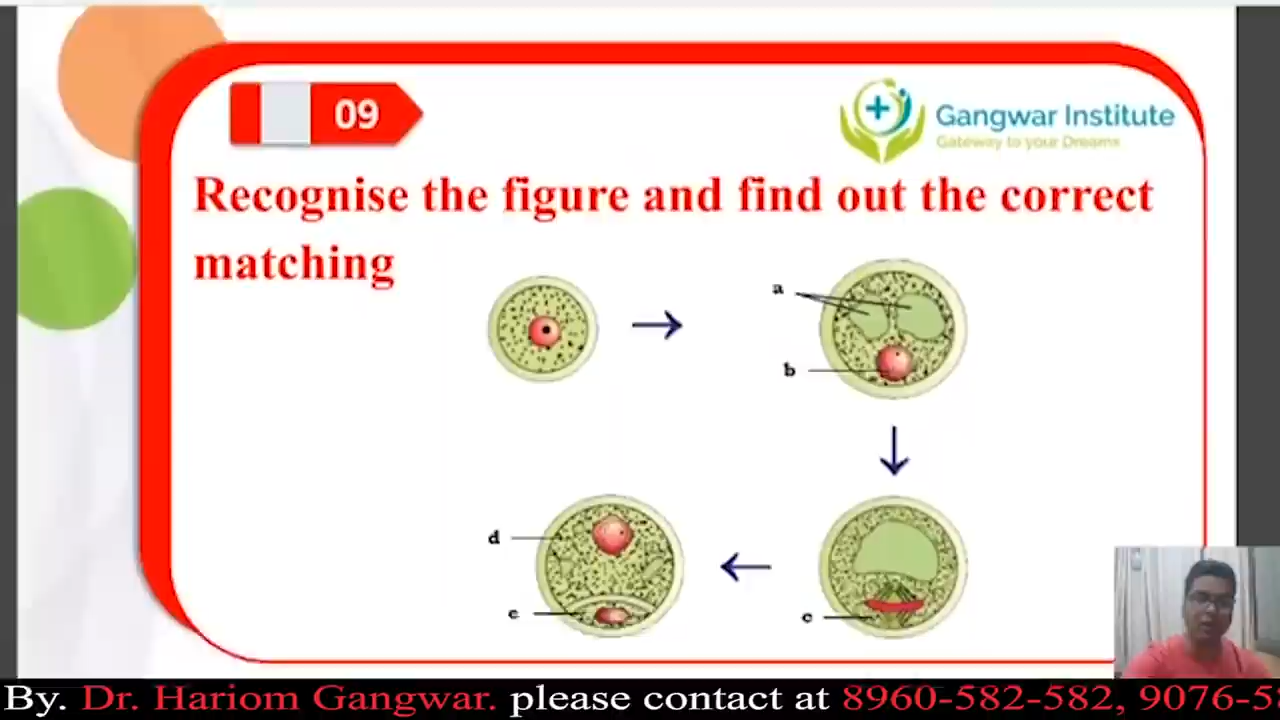 09
Gangwar Institute
Gateway to your Dreams
Recognise the figure and find out the correct
matching
a
b
d
e
c
By. Dr. Hariom Gangwar. please contact at 8960-582-582, 9076-5